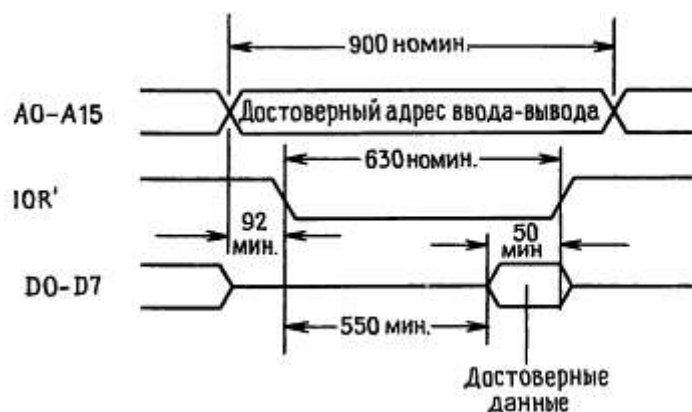 900 номин.
A0-A15
Достоверный адрес ввода-вывода
630 номин.
IOR'
92
мин.
50
мин
D0-D7
550 мин.
Достоверные
данные